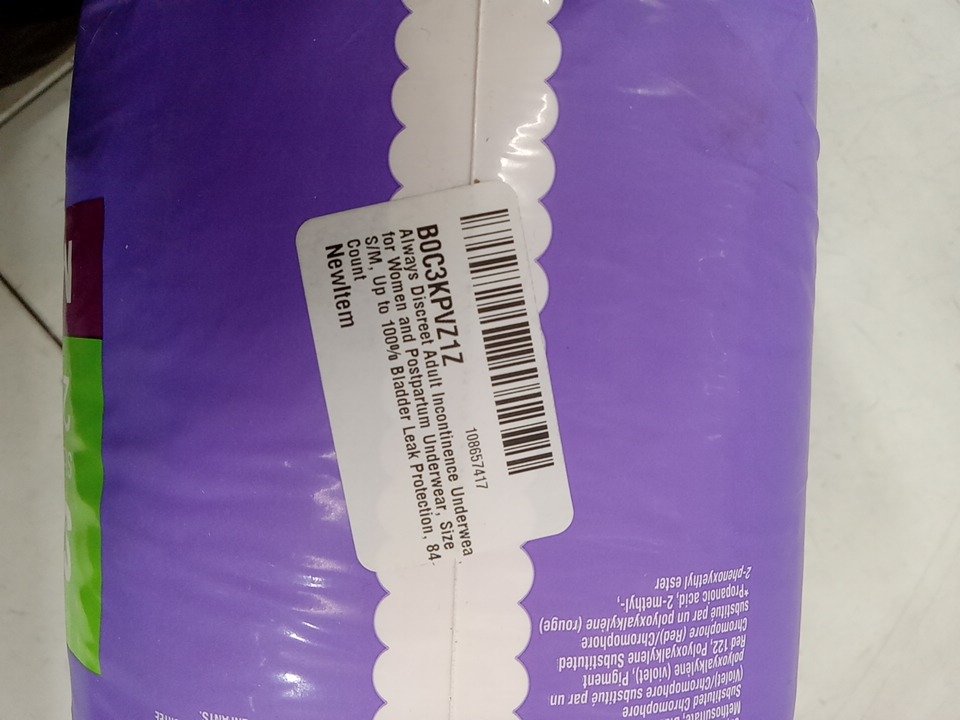 B0C3KPVZ1Z
108657417
Always Discreet Adult Incontinence Underwea
for Women and Postpartum Underwear, Size
S/M, Up to 100% Bladder Leak Protection, 84-
Count
NewItem
Methosulfate,
Substituted Chromophore
(Violet)/Chromophore substitué par un
polyoxyalkylène (violet), Pigment
Red 122, Polyoxyalkylene Substituted
Chromophore (Red)/Chromophore
substitué par un polyoxyalkylène (rouge)
*Propanoic acid, 2-methyl-,
2-phenoxyethyl ester